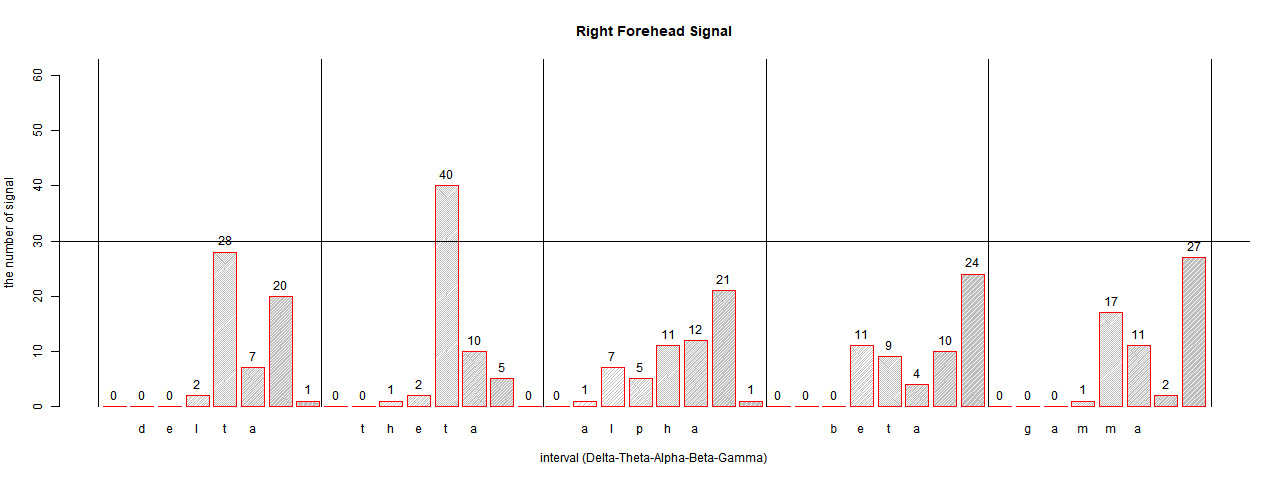 Right Forehead Signal
the number of signal
60
50
40
30
20
10
0
0 0 0 2 28 7 20 1 0 0 1 2 40 10 5 0 0 1 7 5 11 12 21 1 0 0 0 11 9 4 10 24 0 0 0 1 17 11 2 27
d e l t a t h e t a a l p h a b e t a g a m m a
interval (Delta-Theta-Alpha-Beta-Gamma)